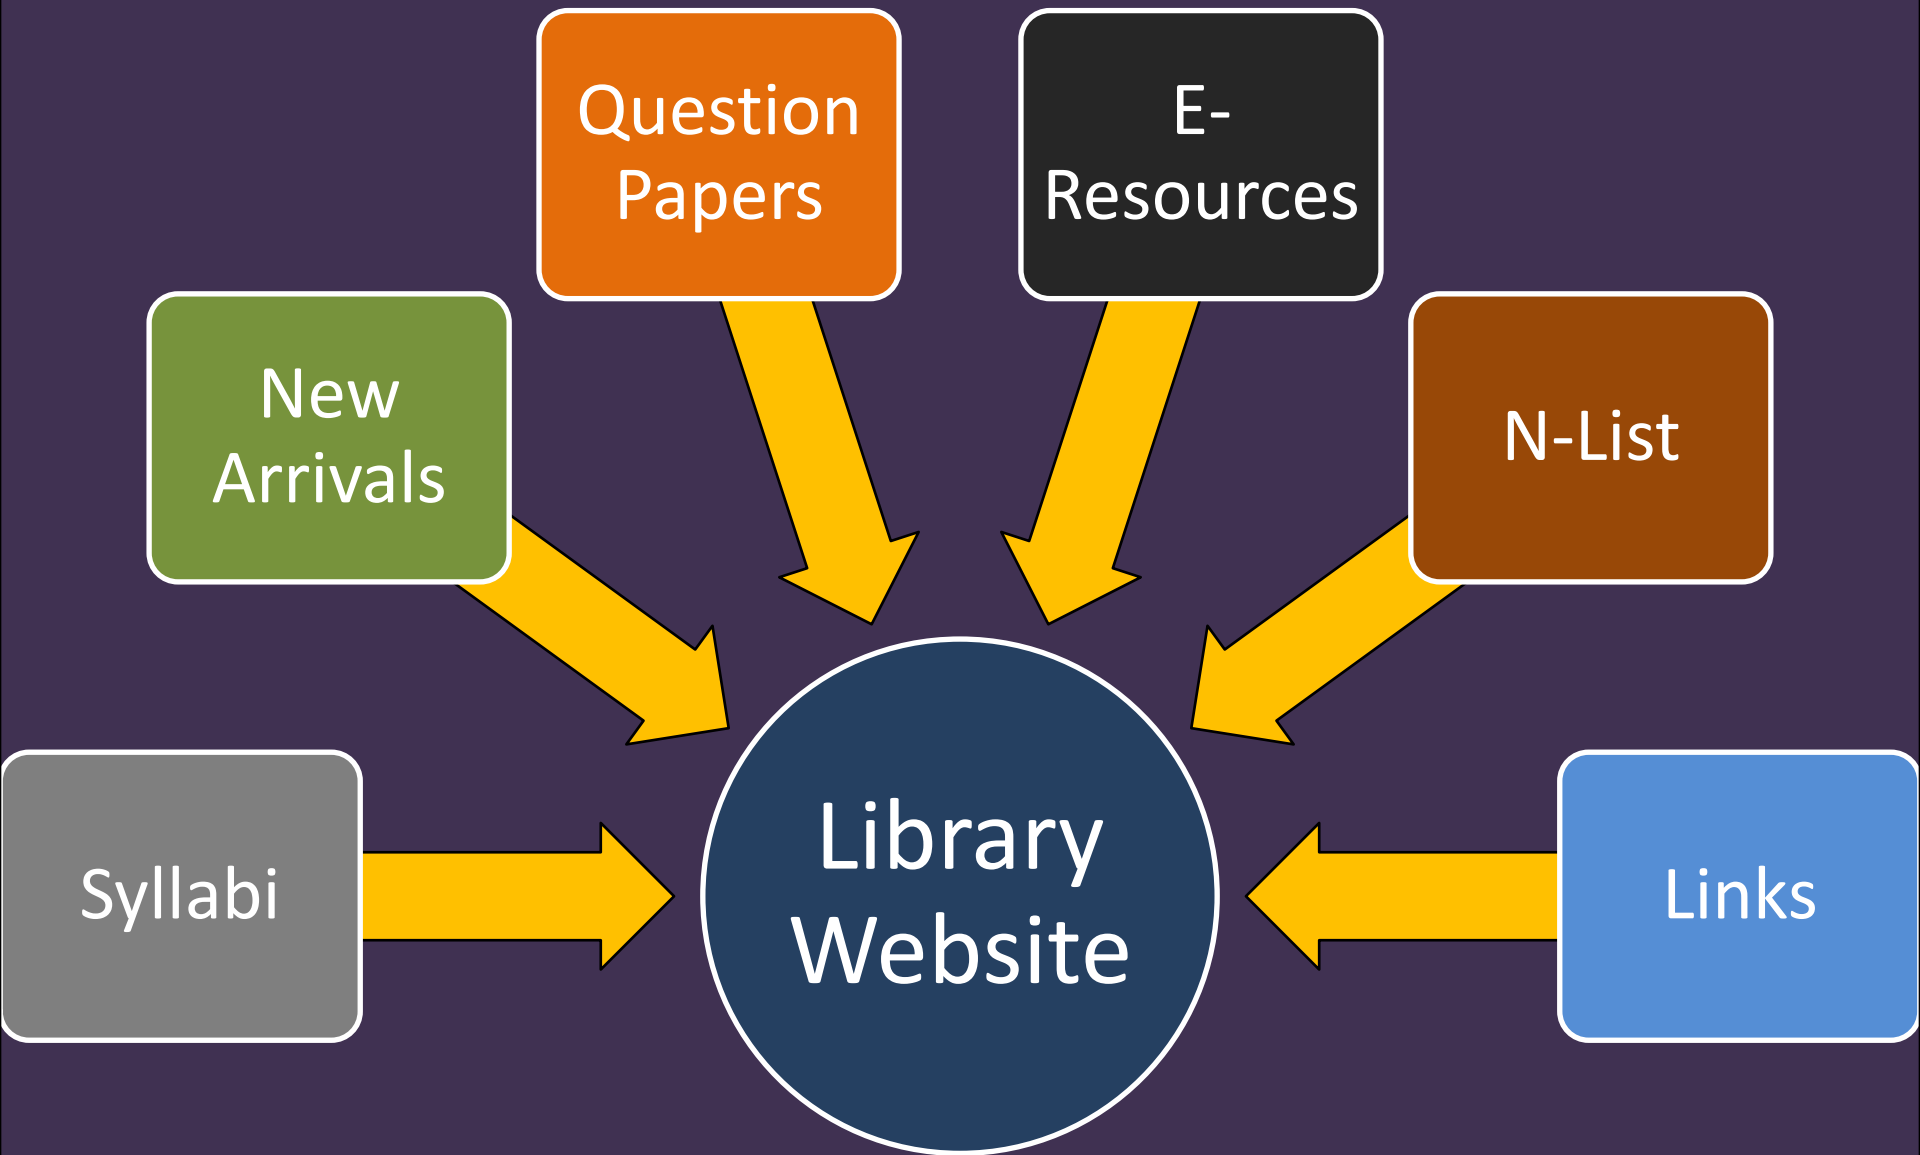 Question
Papers
E-
Resources
New
Arrivals
N-List
Syllabi
Library
Website
Links